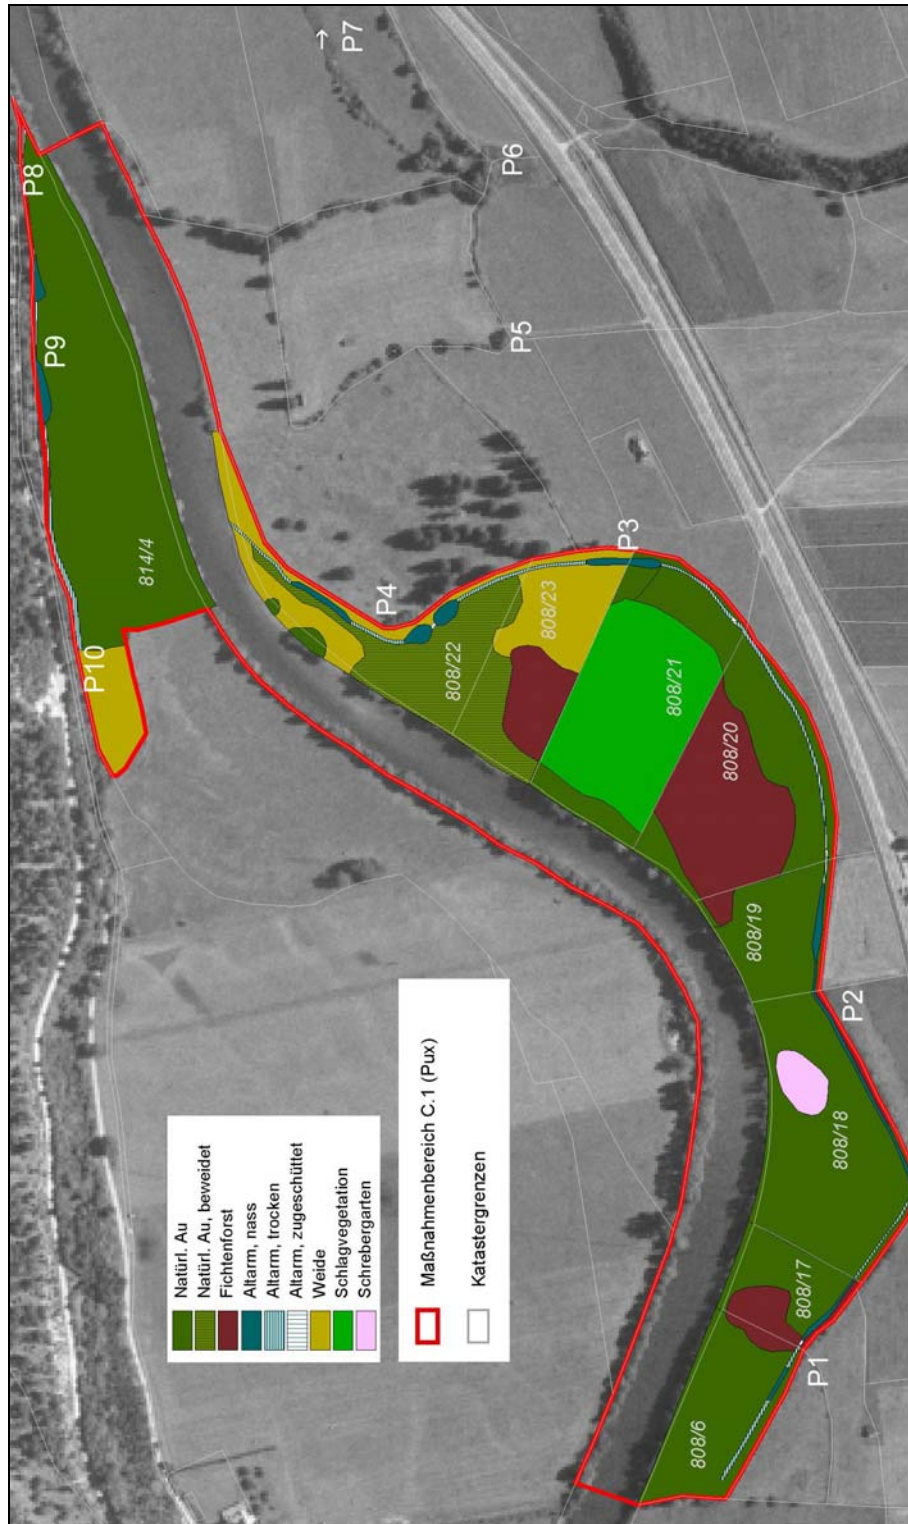 P7
→
P6
P5
P8
P9
P10
814/4
P4
P3
808/23
808/22
808/21
808/20
808/19
P2
808/18
808/17
P1
808/6
Natürl. Au
Natürl. Au, beweidet
Fichtenforst
Altarm, nass
Altarm, trocken
Altarm, zugeschüttet
Weide
Schlagvegetation
Schrebergarten
Maßnahmenbereich C.1 (Pux)
Katastergrenzen